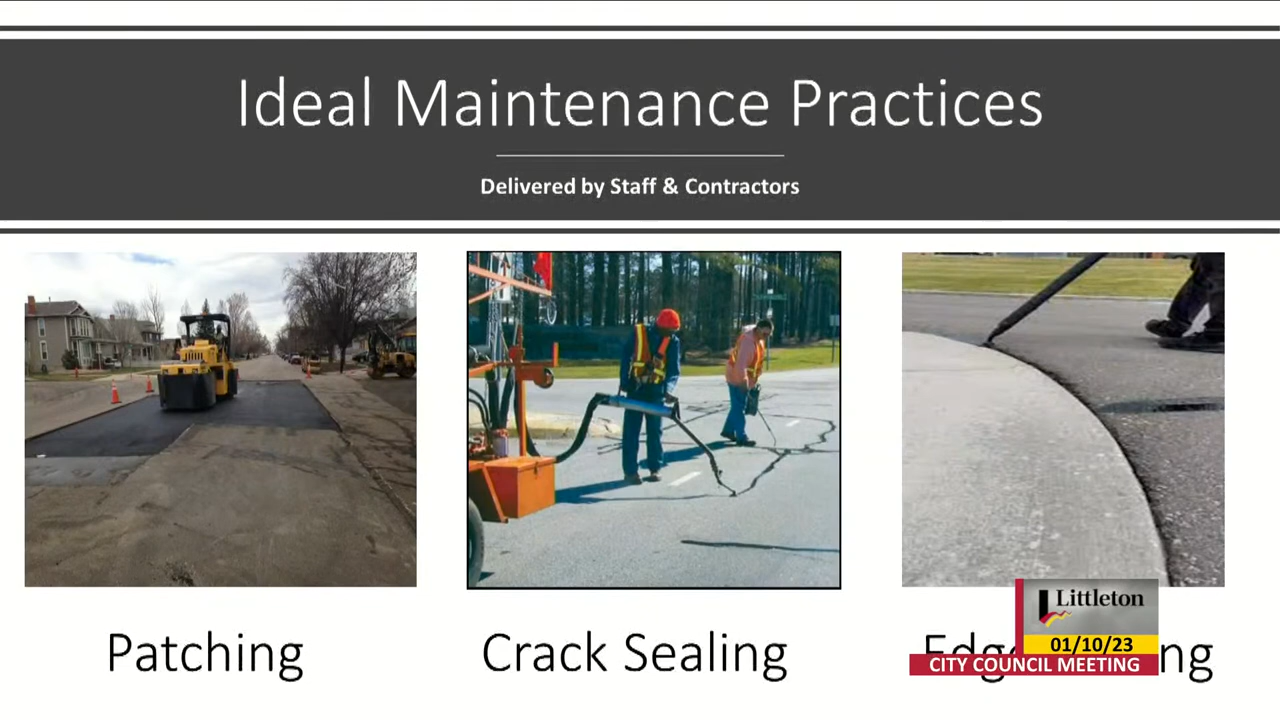 Ideal Maintenance Practices
Delivered by Staff & Contractors
Patching
Crack Sealing
Littleton
01/10/23
CITY COUNCIL MEETING